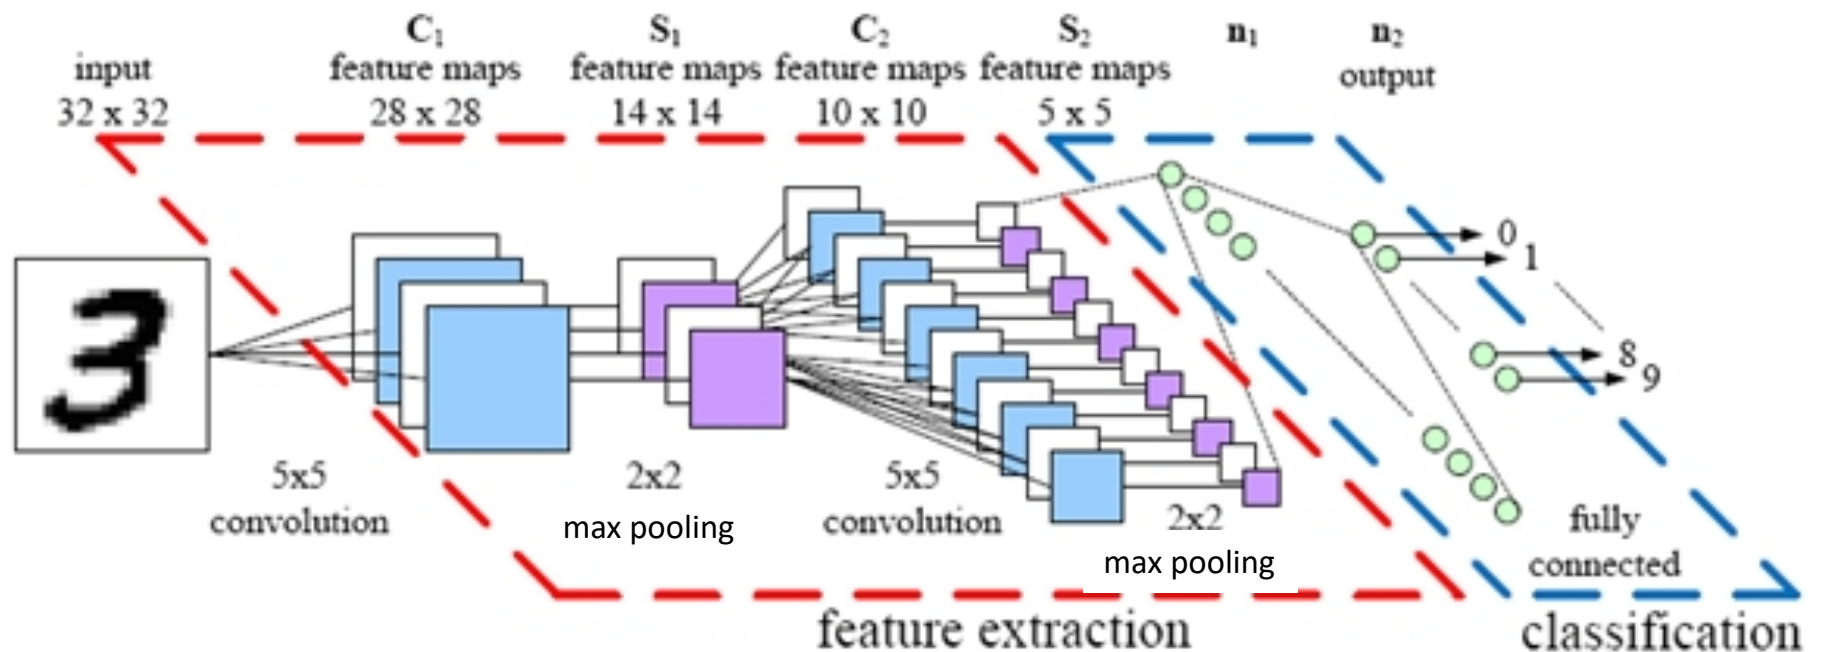 input
32 x 32
C₁
feature maps
28 x 28
S₁
feature maps
14 x 14
C₂
feature maps
10 x 10
S₂
feature maps
5 x 5
n₁
n₂
output
3
0
1
8
9
5x5
convolution
2x2
max pooling
5x5
convolution
2x2
max pooling
fully
connected
feature extraction
classification